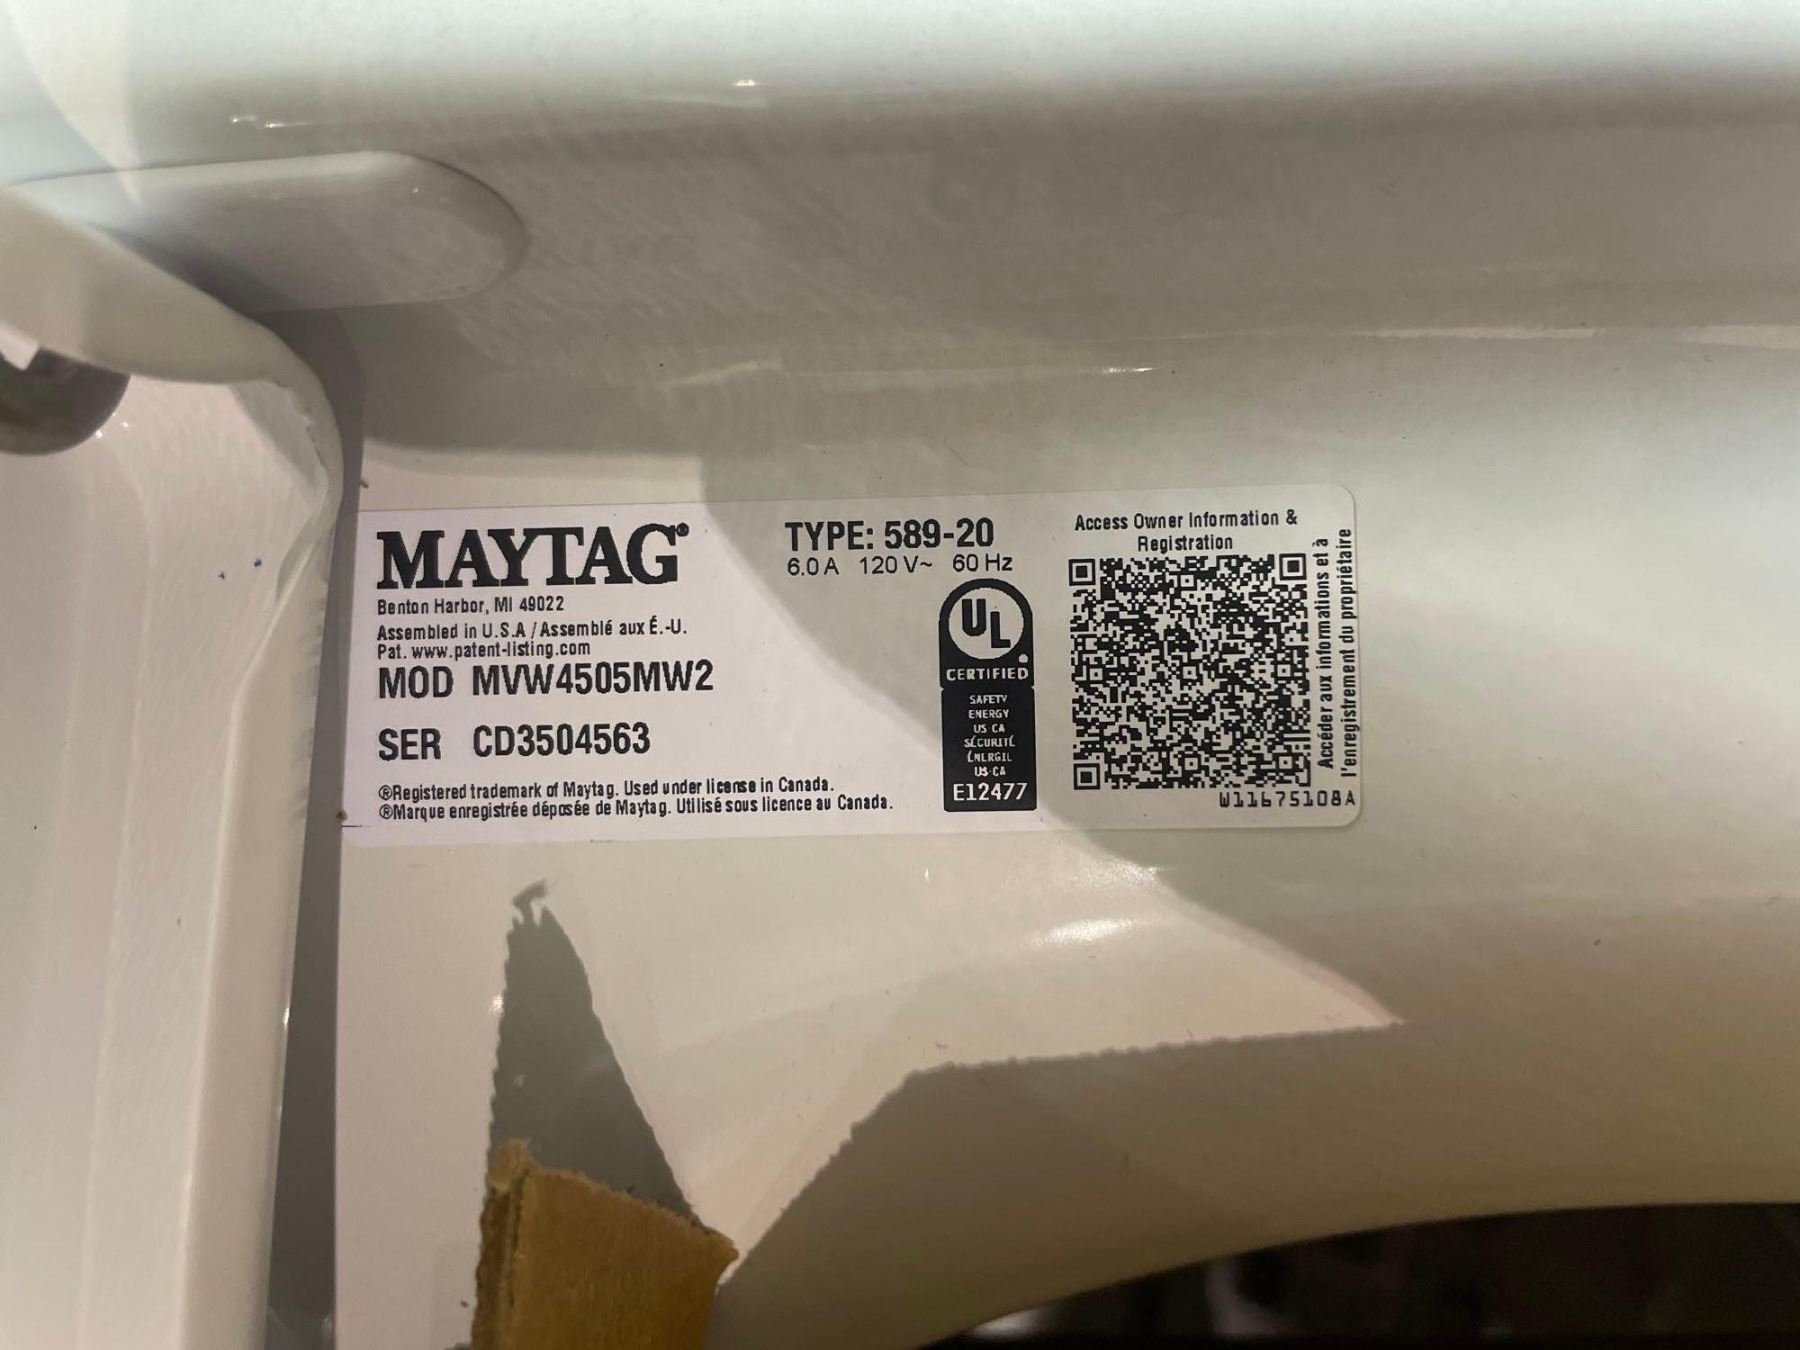 MAYTAG®
Benton Harbor, MI 49022
Assembled in U.S.A / Assemblé aux É.-U.
Pat. www.patent-listing.com
MOD MVW4505MW2
SER CD3504563
®Registered trademark of Maytag. Used under license in Canada.
®Marque enregistrée déposée de Maytag. Utilisé sous licence au Canada.
TYPE: 589-20
6.0 A 120 V~ 60 Hz
UL
CERTIFIED
SAFETY
ENERGY
US CA
SÉCURITÉ
ÉNERGIE
US CA
E12477
Access Owner Information &
Registration
Accéder aux informations et à
l'enregistrement du propriétaire
W11675108A